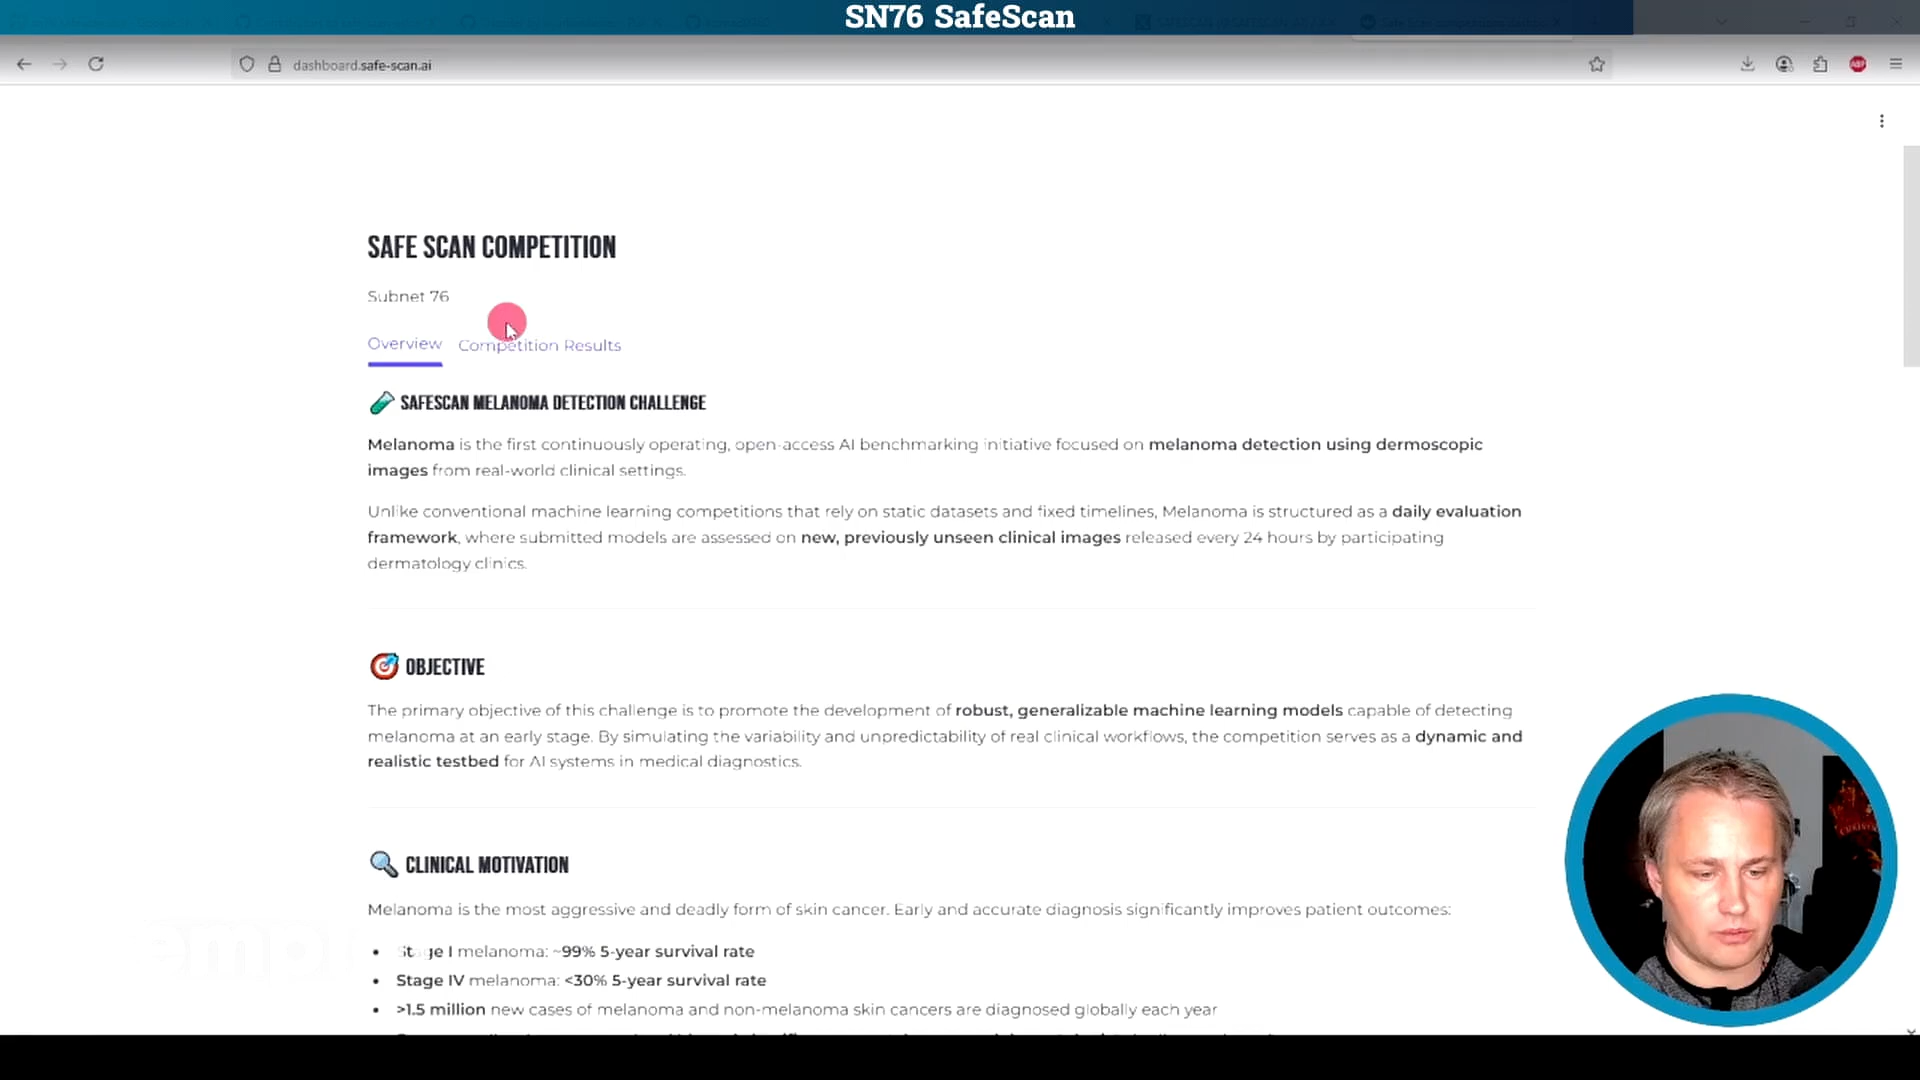 SN76 SafeScan
dashboard.safe-scan.ai
SAFE SCAN COMPETITION
Subnet 76
Overview Competition Results
SAFESCAN MELANOMA DETECTION CHALLENGE
Melanoma is the first continuously operating, open-access AI benchmarking initiative focused on melanoma detection using dermoscopic
images from real-world clinical settings.
Unlike conventional machine learning competitions that rely on static datasets and fixed timelines, Melanoma is structured as a daily evaluation
framework, where submitted models are assessed on new, previously unseen clinical images released every 24 hours by participating
dermatology clinics.
OBJECTIVE
The primary objective of this challenge is to promote the development of robust, generalizable machine learning models capable of detecting
melanoma at an early stage. By simulating the variability and unpredictability of real clinical workflows, the competition serves as a dynamic and
realistic testbed for AI systems in medical diagnostics.
CLINICAL MOTIVATION
Melanoma is the most aggressive and deadly form of skin cancer. Early and accurate diagnosis significantly improves patient outcomes:
• Stage I melanoma: ~99% 5-year survival rate
• Stage IV melanoma: <30% 5-year survival rate
• >1.5 million new cases of melanoma and non-melanoma skin cancers are diagnosed globally each year